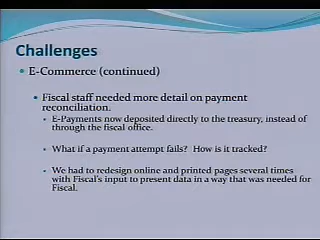 Challenges
E-Commerce (continued)
Fiscal staff needed more detail on payment
reconciliation.
E-Payments now deposited directly to the treasury, instead of
through the fiscal office.
What if a payment attempt fails? How is it tracked?
We had to redesign online and printed pages several times
with Fiscal's input to present data in a way that was needed for
Fiscal.